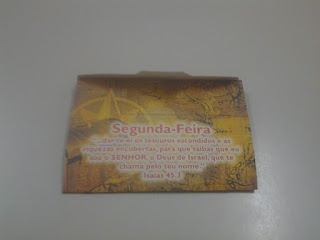 Segunda-Feira
"...dar-te-ei os tesouros escondidos e as
riquezas encobertas, para que saibas que eu
sou o SENHOR, o Deus de Israel, que te
chama pelo teu nome."
Isaías 45.3